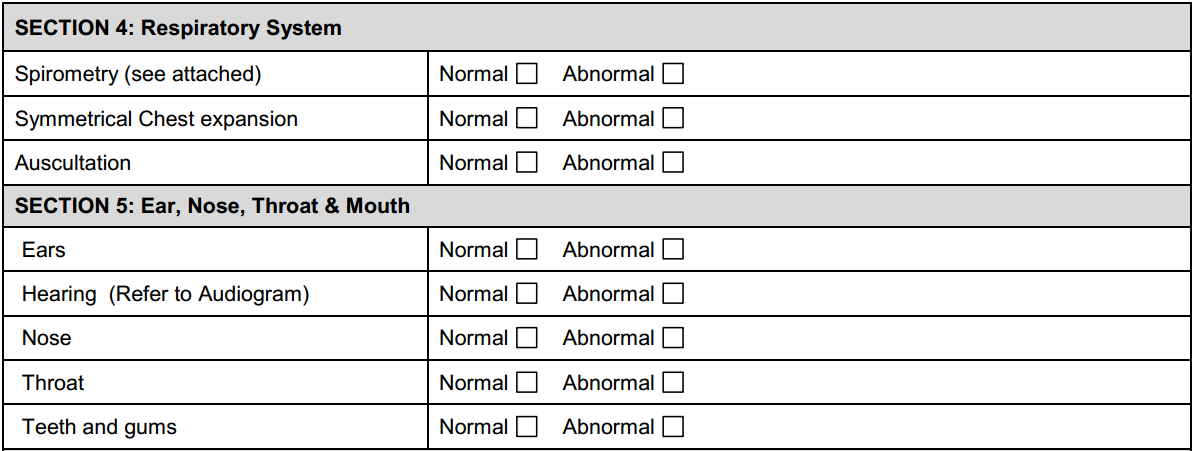 SECTION 4: Respiratory System
Spirometry (see attached) Normal Abnormal
Symmetrical Chest expansion Normal Abnormal
Auscultation Normal Abnormal
SECTION 5: Ear, Nose, Throat & Mouth
Ears Normal Abnormal
Hearing (Refer to Audiogram) Normal Abnormal
Nose Normal Abnormal
Throat Normal Abnormal
Teeth and gums Normal Abnormal